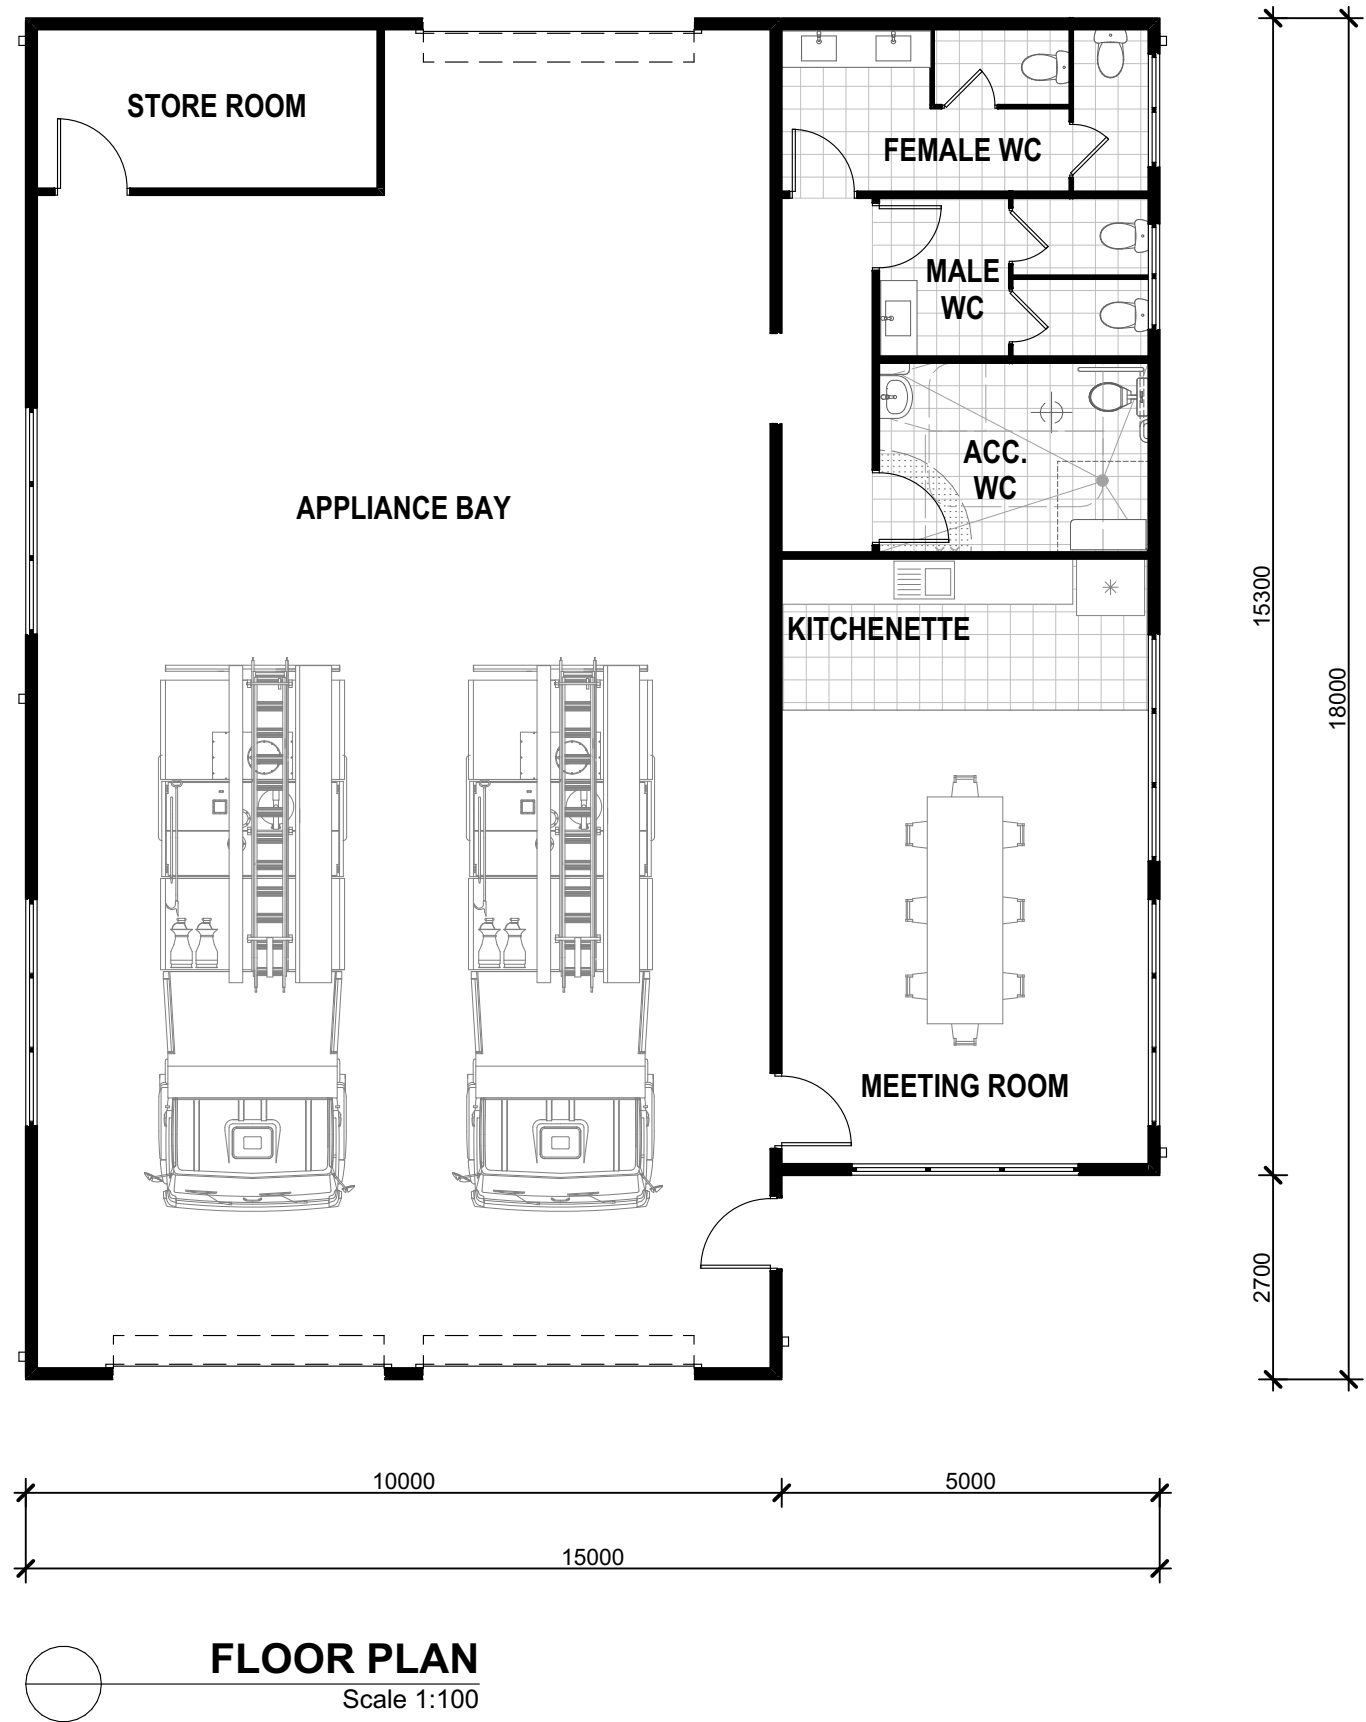 STORE ROOM
FEMALE WC
MALE
WC
ACC.
WC
APPLIANCE BAY
KITCHENETTE
MEETING ROOM
15300
18000
2700
10000
5000
15000
FLOOR PLAN
Scale 1:100